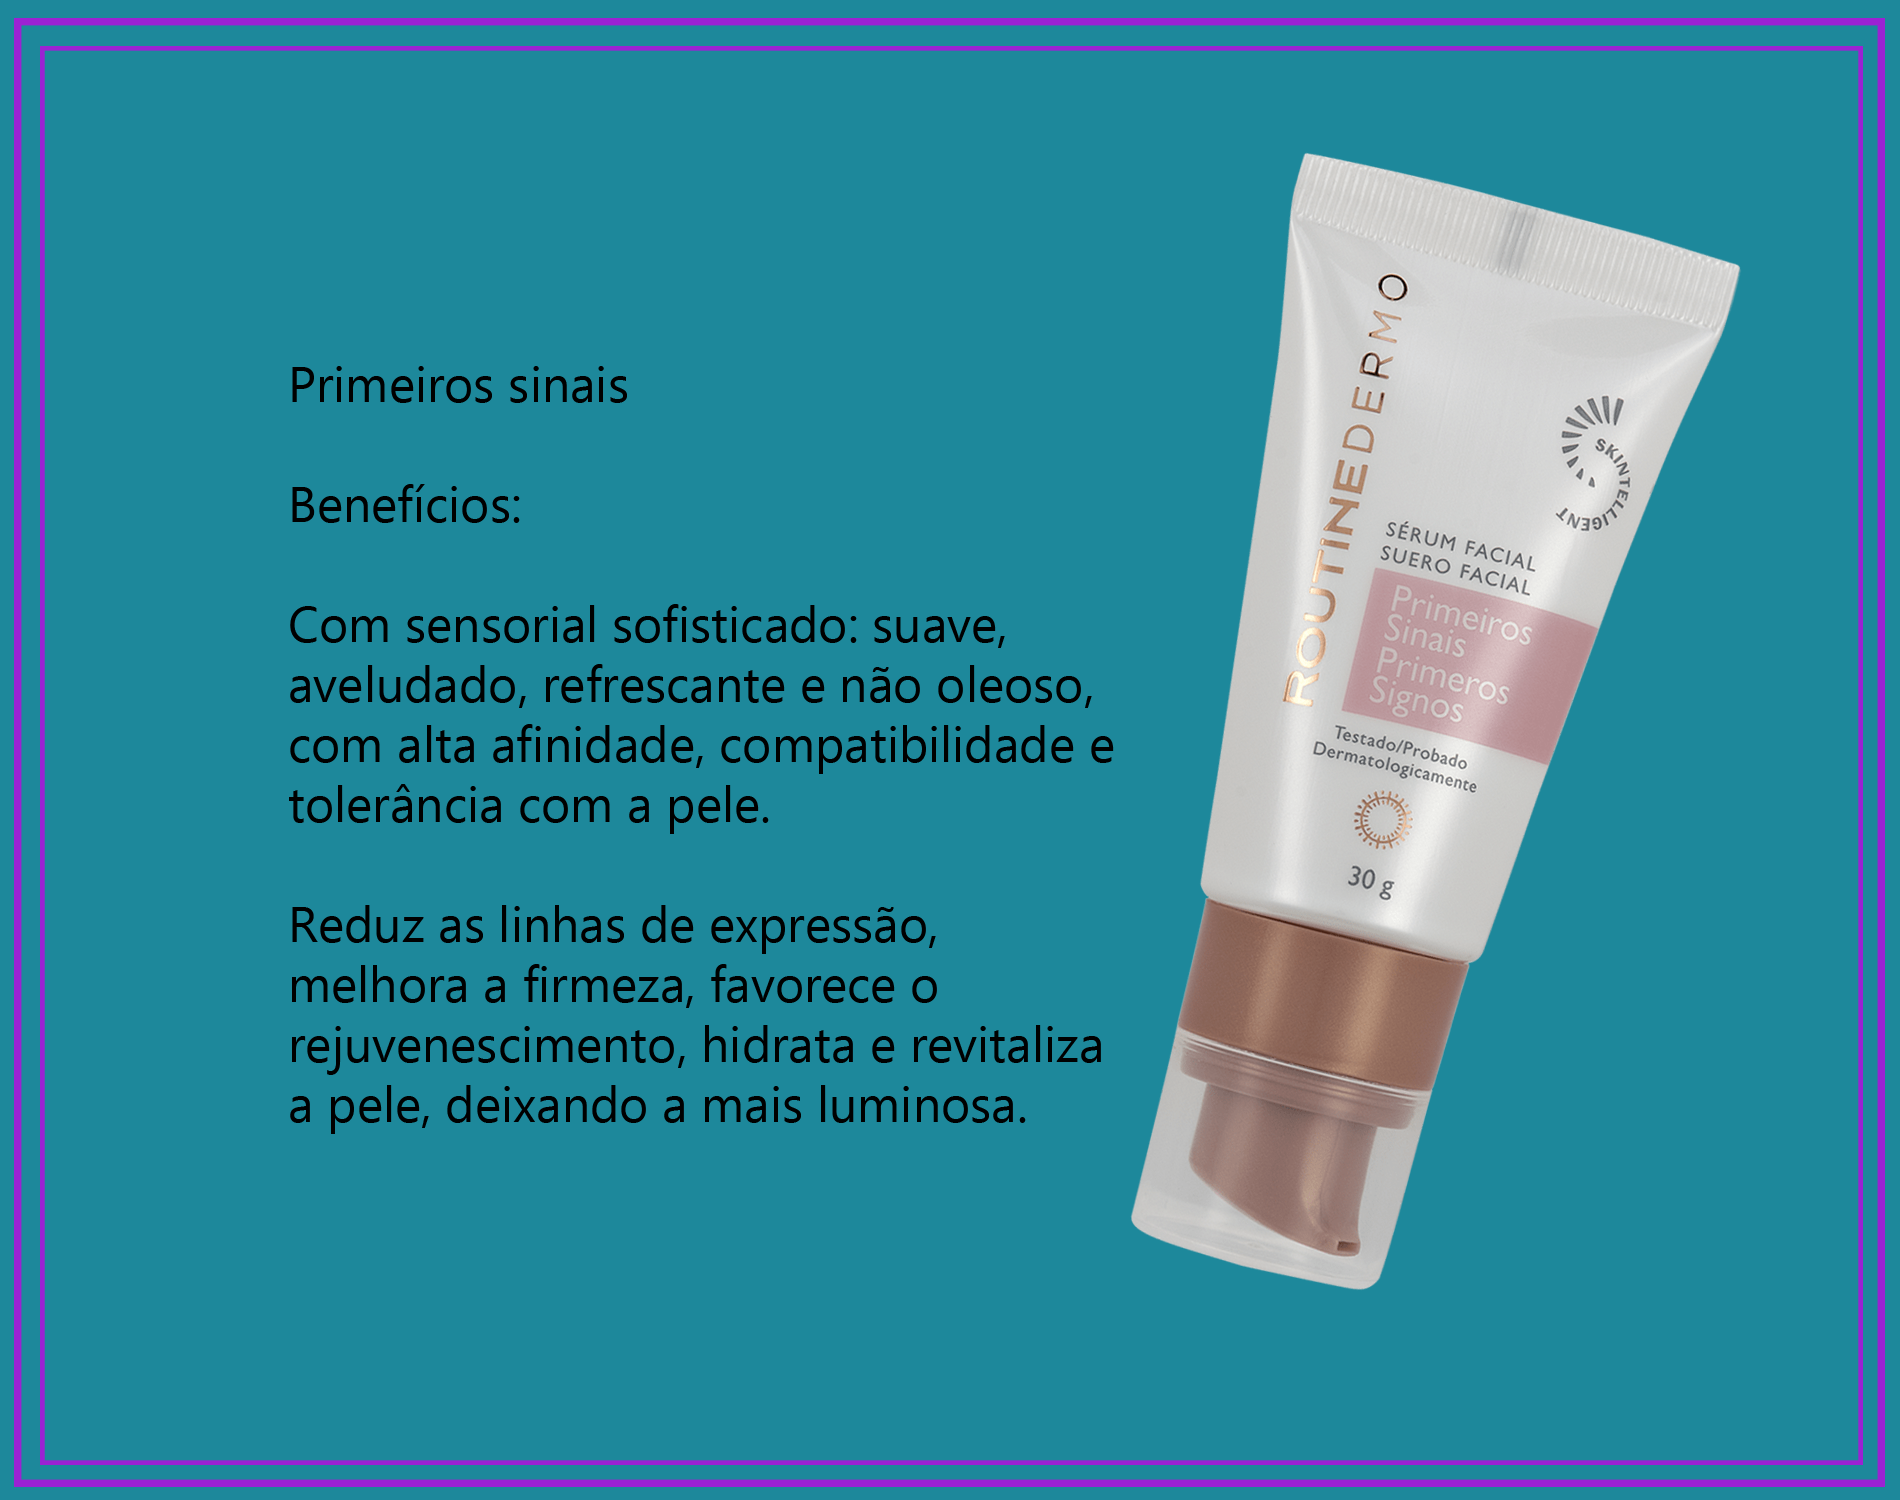 Primeiros sinais
Benefícios:
Com sensorial sofisticado: suave,
aveludado, refrescante e não oleoso,
com alta afinidade, compatibilidade e
tolerância com a pele.
Reduz as linhas de expressão,
melhora a firmeza, favorece o
rejuvenescimento, hidrata e revitaliza
a pele, deixando a mais luminosa.
ROUTINEDERMO
SKINTELLIGENT
SÉRUM FACIAL
SUERO FACIAL
Primeiros
Sinais
Primeros
Signos
Testado/Probado
Dermatologicamente
30 g